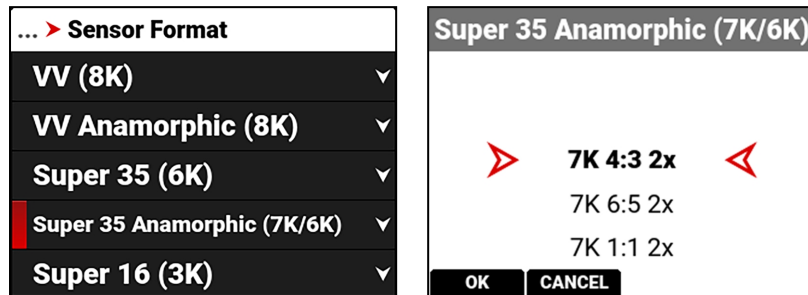 ... > Sensor Format
VV (8K)
VV Anamorphic (8K)
Super 35 (6K)
Super 35 Anamorphic (7K/6K)
Super 16 (3K)
Super 35 Anamorphic (7K/6K)
7K 4:3 2x
7K 6:5 2x
7K 1:1 2x
OK CANCEL